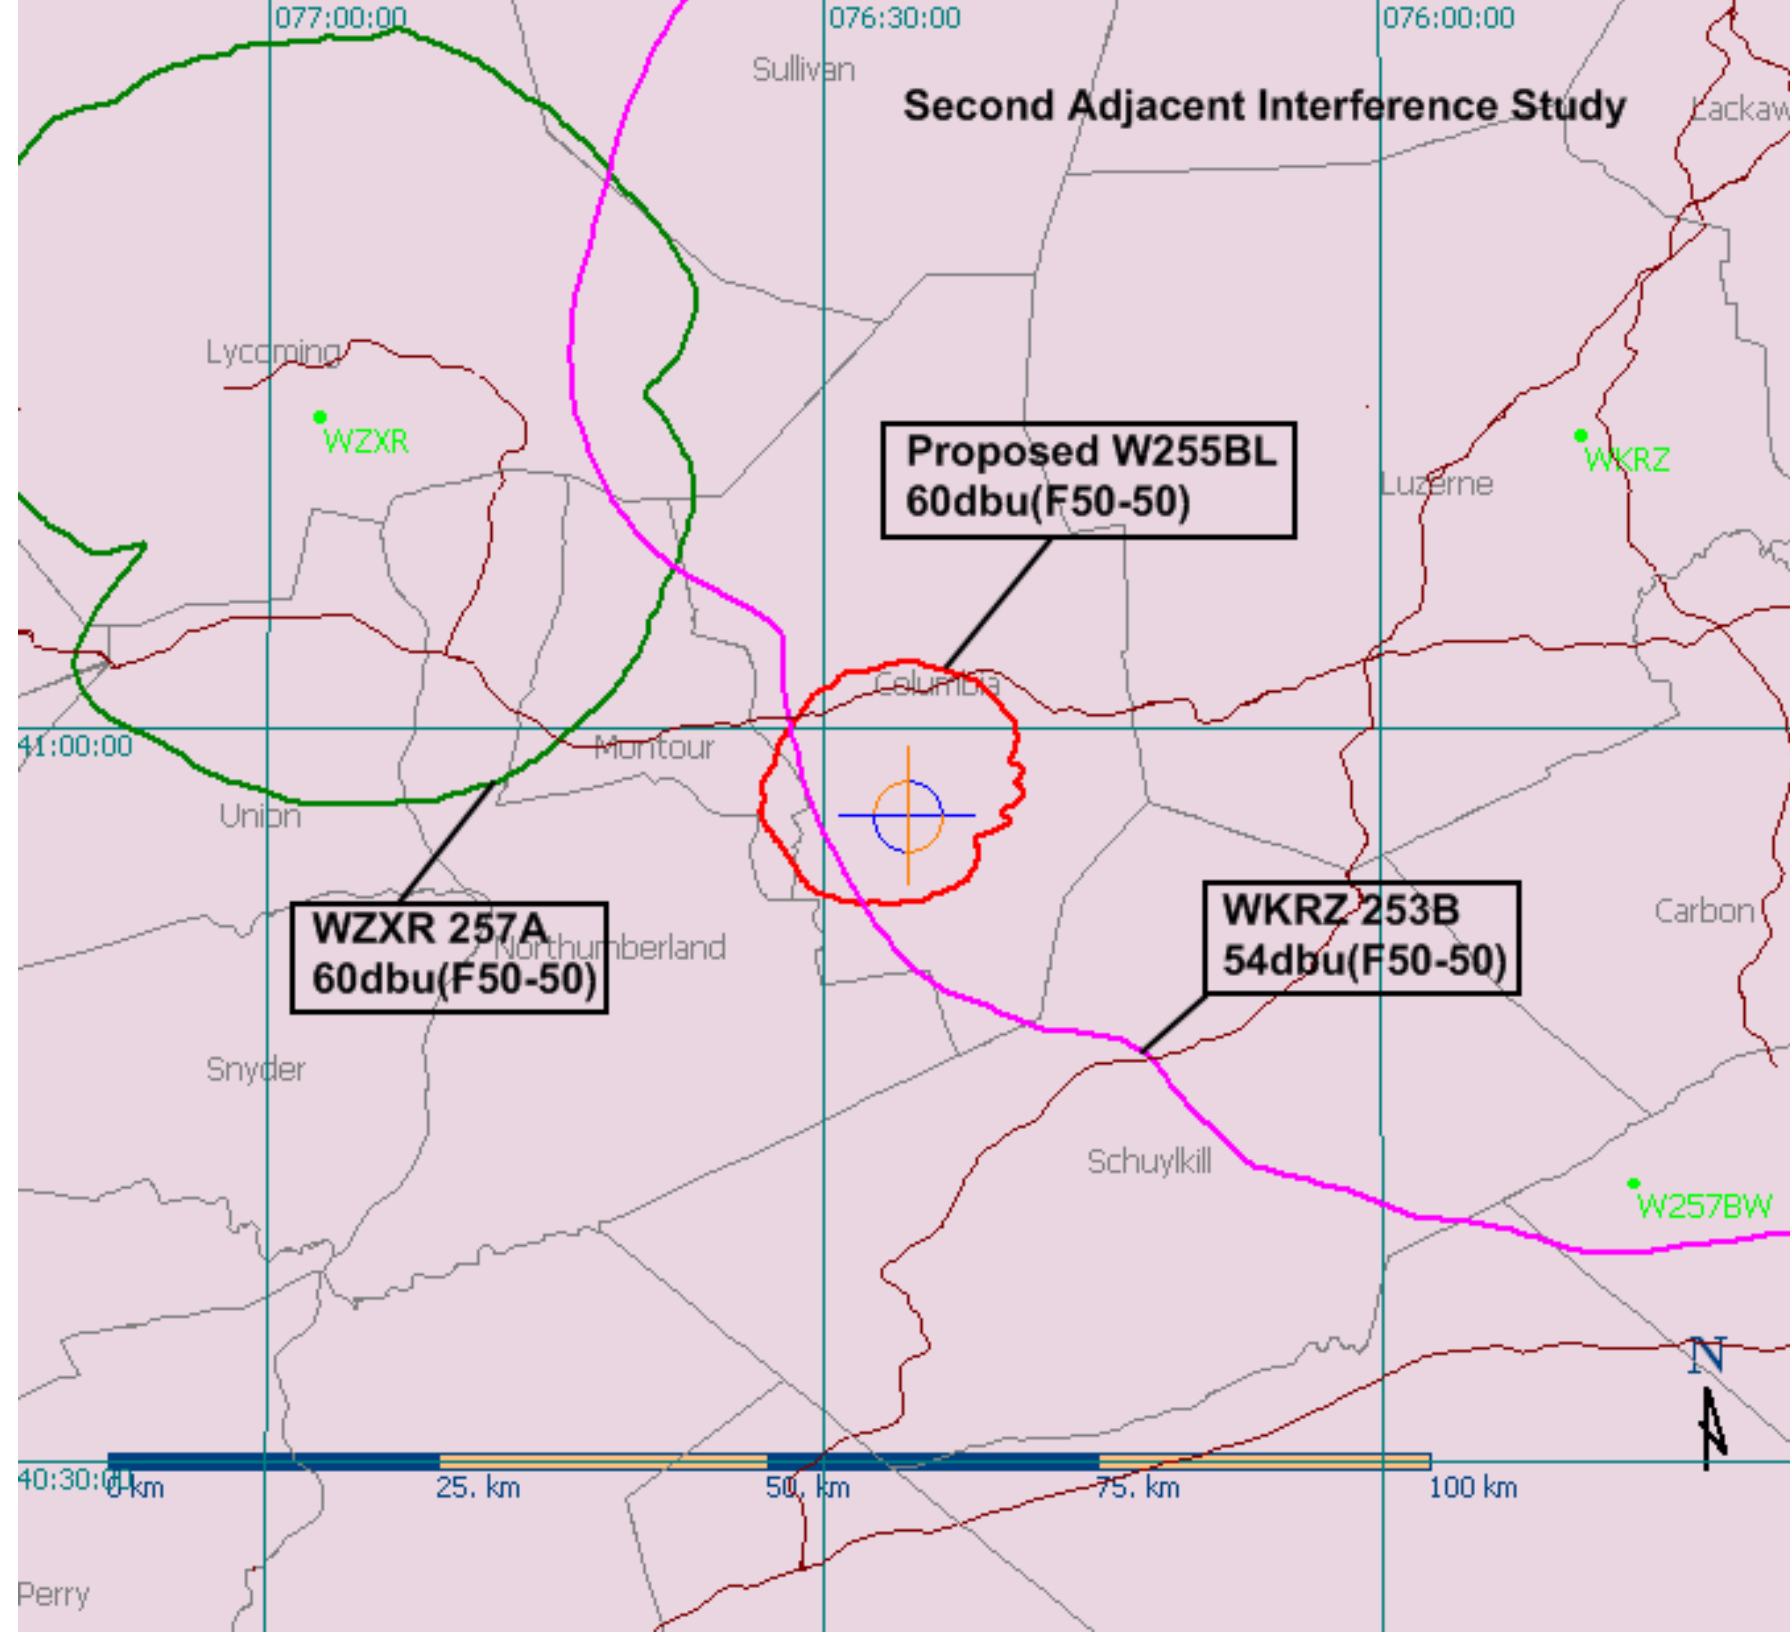 077:00:00
076:30:00
076:00:00
Sullivan
Second Adjacent Interference Study
Lackaw
Lycoming
WZXR
Proposed W255BL
60dbu(F50-50)
WKRZ
Luzerne
Columbia
41:00:00
Montour
Union
WZXR 257A
60dbu(F50-50)
Northumberland
WKRZ 253B
54dbu(F50-50)
Carbon
Snyder
Schuylkill
W257BW
N
40:30:00
0 km
25. km
50. km
75. km
100 km
Perry